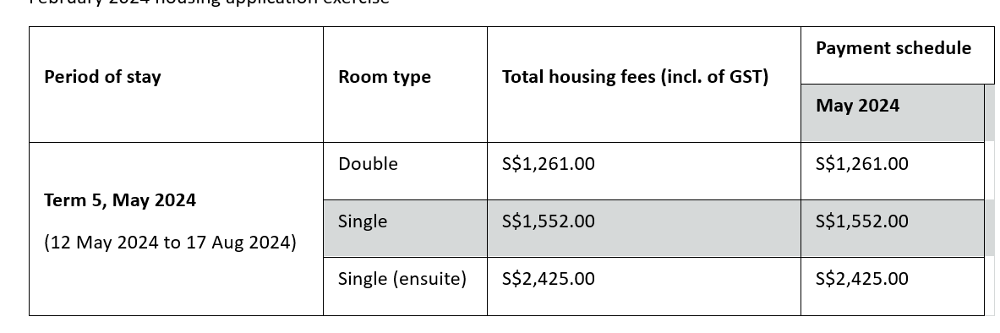 February 2024 housing application exercise
Period of stay
Room type
Total housing fees (incl. of GST)
Payment schedule
May 2024
Term 5, May 2024
(12 May 2024 to 17 Aug 2024)
Double
S$1,261.00
S$1,261.00
Single
S$1,552.00
S$1,552.00
Single (ensuite)
S$2,425.00
S$2,425.00